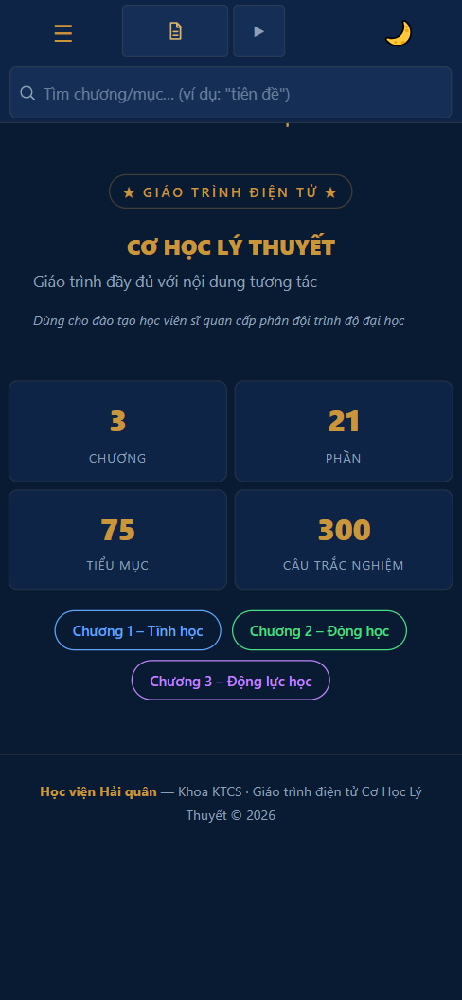 Tìm chương/mục... (ví dụ: "tiên đề")
★ GIÁO TRÌNH ĐIỆN TỬ ★
CƠ HỌC LÝ THUYẾT
Giáo trình đầy đủ với nội dung tương tác
Dùng cho đào tạo học viên sĩ quan cấp phân đội trình độ đại học
3
CHƯƠNG
21
PHẦN
75
TIỂU MỤC
300
CÂU TRẮC NGHIỆM
Chương 1 – Tĩnh học
Chương 2 – Động học
Chương 3 – Động lực học
Học viện Hải quân — Khoa KTCS · Giáo trình điện tử Cơ Học Lý
Thuyết © 2026